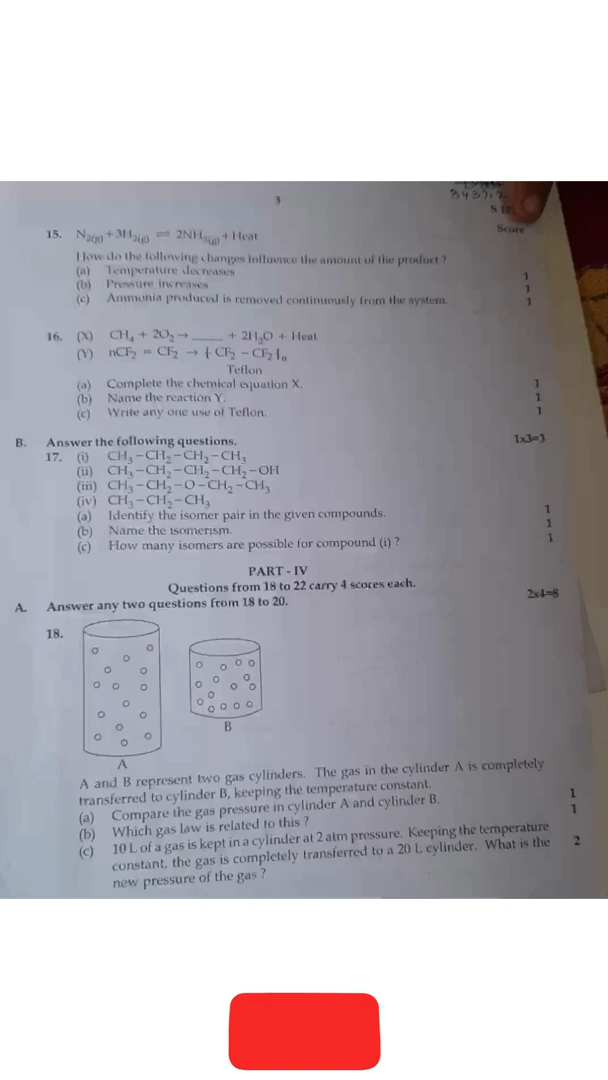 3
S 1
Score
15. N₂(g) + 3H₂(g) ⇌ 2NH₃(g) + Heat
How do the following changes influence the amount of the product ?
(a) Temperature decreases 1
(b) Pressure increases 1
(c) Ammonia produced is removed continuously from the system. 1
16. (X) CH₄ + 2O₂ → ____ + 2H₂O + Heat
(Y) nCF₂ = CF₂ → ⁅CF₂ – CF₂⁆ₙ
Teflon
(a) Complete the chemical equation X. 1
(b) Name the reaction Y. 1
(c) Write any one use of Teflon. 1
B. Answer the following questions. 1x3=3
17. (i) CH₃–CH₂–CH₂–CH₃
(ii) CH₃–CH₂–CH₂–CH₂–OH
(iii) CH₃–CH₂–O–CH₂–CH₃
(iv) CH₃–CH₂–CH₃
(a) Identify the isomer pair in the given compounds. 1
(b) Name the isomerism. 1
(c) How many isomers are possible for compound (i) ? 1
PART - IV
Questions from 18 to 22 carry 4 scores each.
A. Answer any two questions from 18 to 20. 2x4=8
18.
A B
A and B represent two gas cylinders. The gas in the cylinder A is completely
transferred to cylinder B, keeping the temperature constant.
(a) Compare the gas pressure in cylinder A and cylinder B. 1
(b) Which gas law is related to this ? 1
(c) 10 L of a gas is kept in a cylinder at 2 atm pressure. Keeping the temperature
constant, the gas is completely transferred to a 20 L cylinder. What is the 2
new pressure of the gas ?